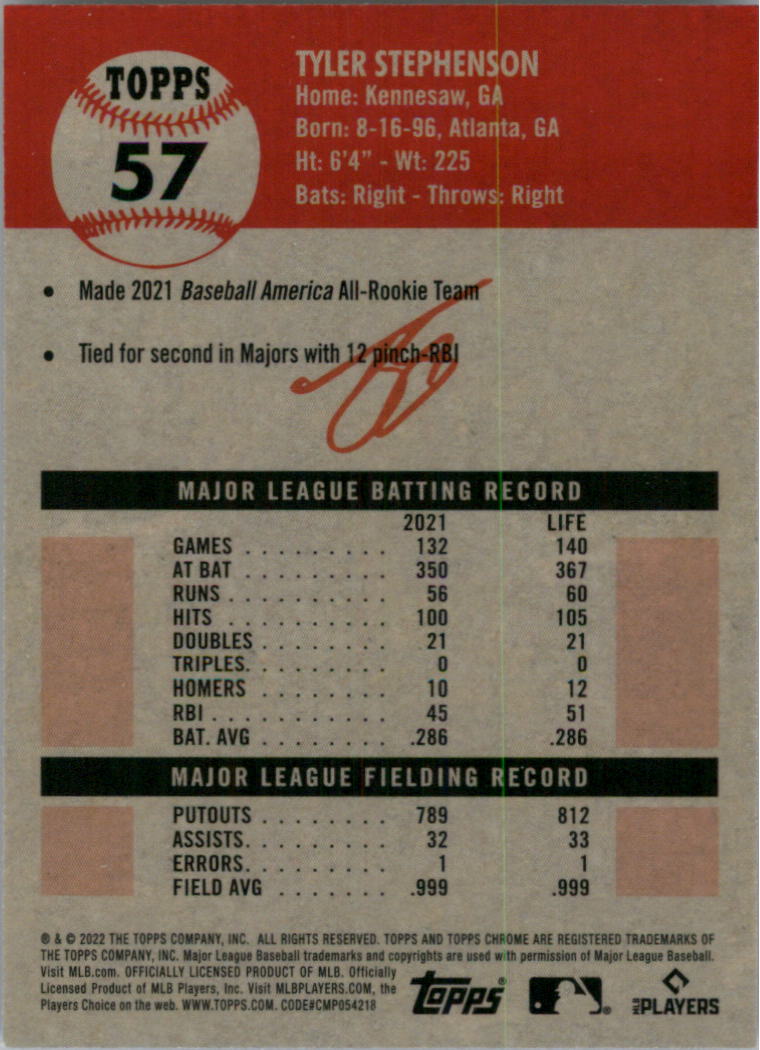 TOPPS
57
TYLER STEPHENSON
Home: Kennesaw, GA
Born: 8-16-96, Atlanta, GA
Ht: 6'4" - Wt: 225
Bats: Right - Throws: Right
• Made 2021 Baseball America All-Rookie Team
• Tied for second in Majors with 12 pinch-RBI
MAJOR LEAGUE BATTING RECORD
2021 LIFE
GAMES . . . . . . . . . 132 140
AT BAT . . . . . . . . . 350 367
RUNS . . . . . . . . . . 56 60
HITS . . . . . . . . . . 100 105
DOUBLES . . . . . . . . 21 21
TRIPLES. . . . . . . . . 0 0
HOMERS . . . . . . . . 10 12
RBI . . . . . . . . . . . 45 51
BAT. AVG . . . . . . . . .286 .286
MAJOR LEAGUE FIELDING RECORD
PUTOUTS . . . . . . . . 789 812
ASSISTS. . . . . . . . . 32 33
ERRORS. . . . . . . . . 1 1
FIELD AVG . . . . . . . .999 .999
® & © 2022 THE TOPPS COMPANY, INC. ALL RIGHTS RESERVED. TOPPS AND TOPPS CHROME ARE REGISTERED TRADEMARKS OF
THE TOPPS COMPANY, INC. Major League Baseball trademarks and copyrights are used with permission of Major League Baseball.
Visit MLB.com. OFFICIALLY LICENSED PRODUCT OF MLB. Officially
Licensed Product of MLB Players, Inc. Visit MLBPLAYERS.COM, the
Players Choice on the web. WWW.TOPPS.COM. CODE#CMP054218
topps®
MLB PLAYERS